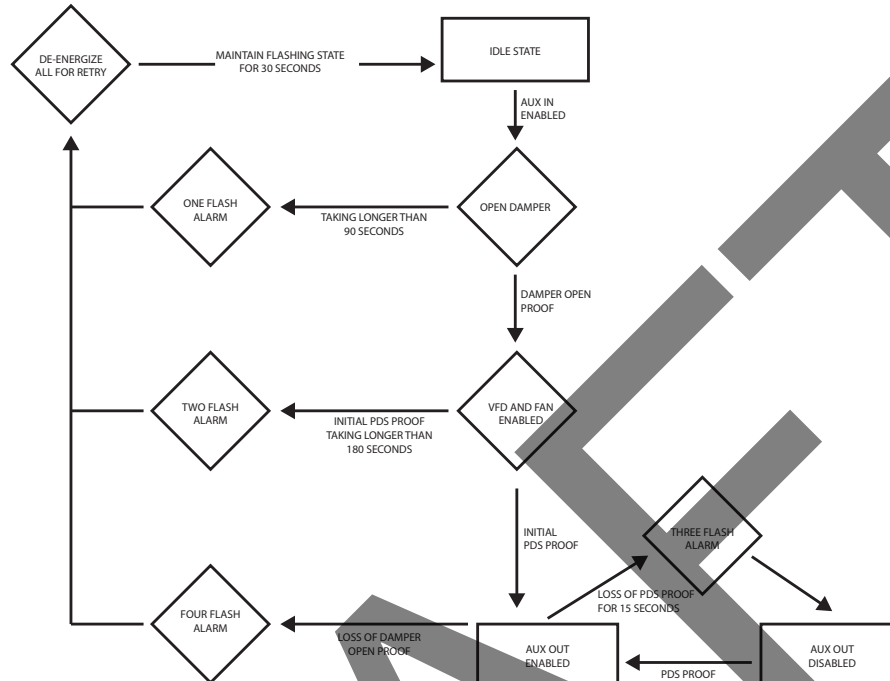 DE-ENERGIZE
ALL FOR RETRY
MAINTAIN FLASHING STATE
FOR 30 SECONDS
IDLE STATE
AUX IN
ENABLED
ONE FLASH
ALARM
TAKING LONGER THAN
90 SECONDS
OPEN DAMPER
DAMPER OPEN
PROOF
TWO FLASH
ALARM
INITIAL PDS PROOF
TAKING LONGER THAN
180 SECONDS
VFD AND FAN
ENABLED
INITIAL
PDS PROOF
THREE FLASH
ALARM
LOSS OF PDS PROOF
FOR 15 SECONDS
FOUR FLASH
ALARM
LOSS OF DAMPER
OPEN PROOF
AUX OUT
ENABLED
PDS PROOF
AUX OUT
DISABLED